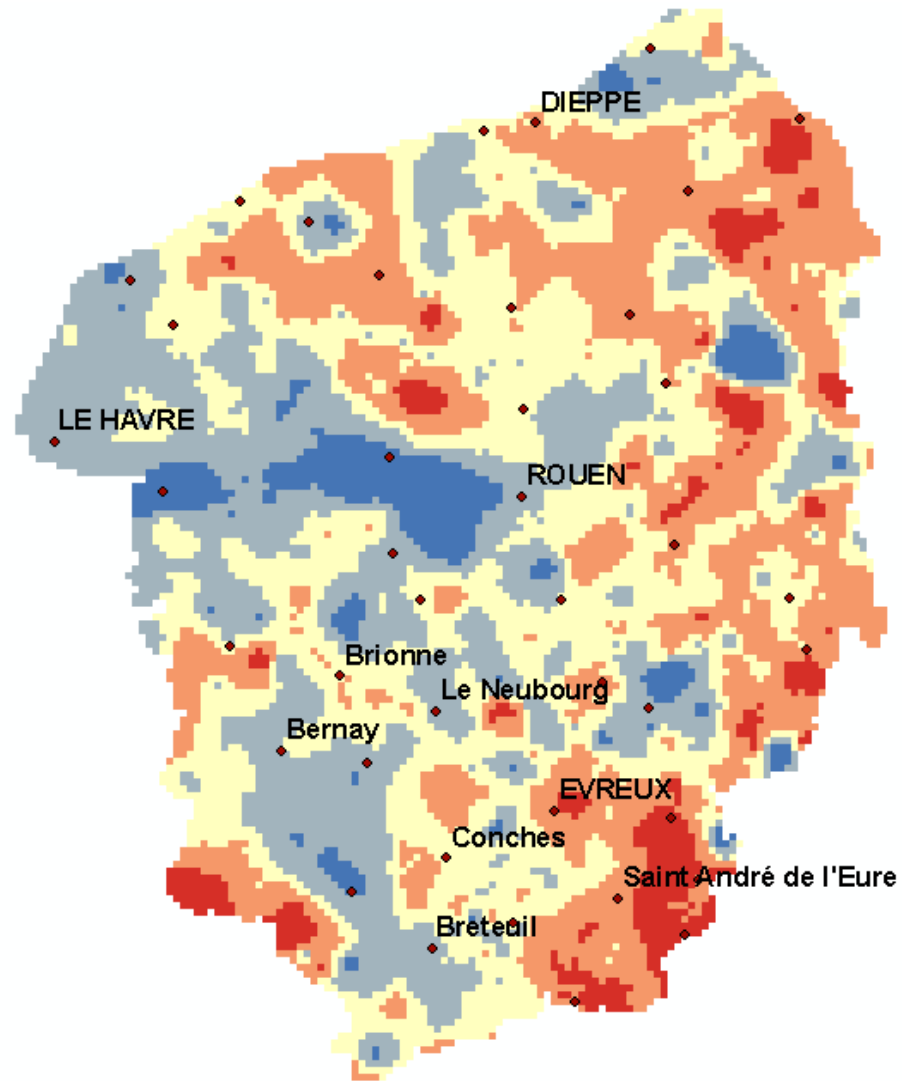 DIEPPE
LE HAVRE
ROUEN
Brionne
Le Neubourg
Bernay
EVREUX
Conches
Saint André de l'Eure
Breteuil